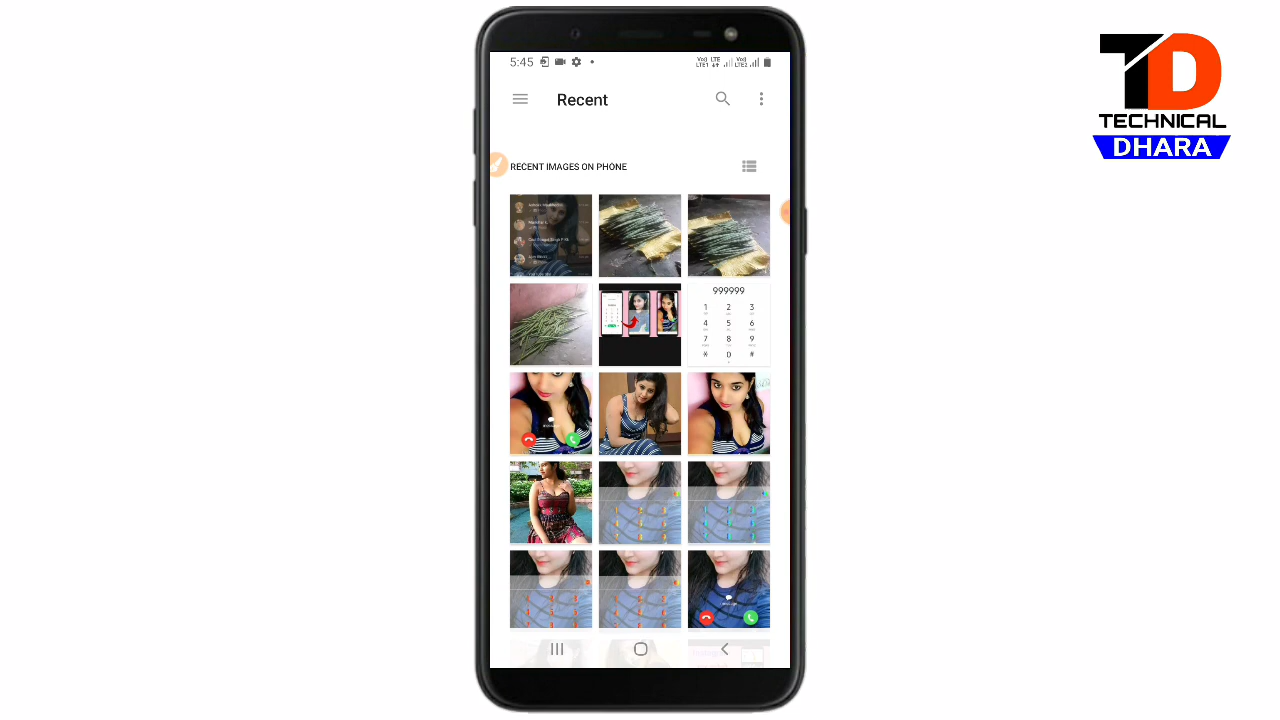 5:45
Recent
TECHNICAL
DHARA
RECENT IMAGES ON PHONE
999999
1 2 3
4 5 6
7 8 9
* 0 #